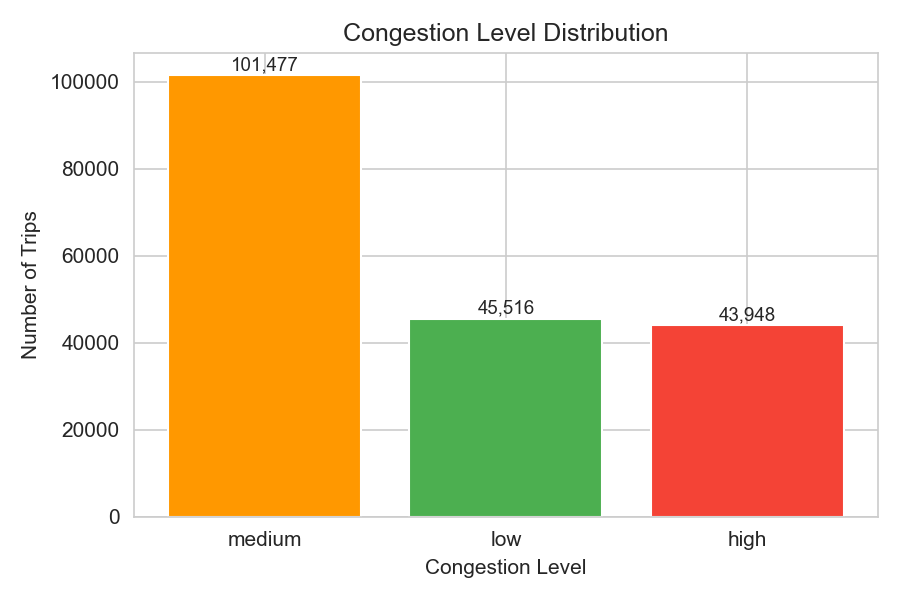 Congestion Level Distribution
Number of Trips
100000
80000
60000
40000
20000
0
101,477
45,516
43,948
medium
low
high
Congestion Level